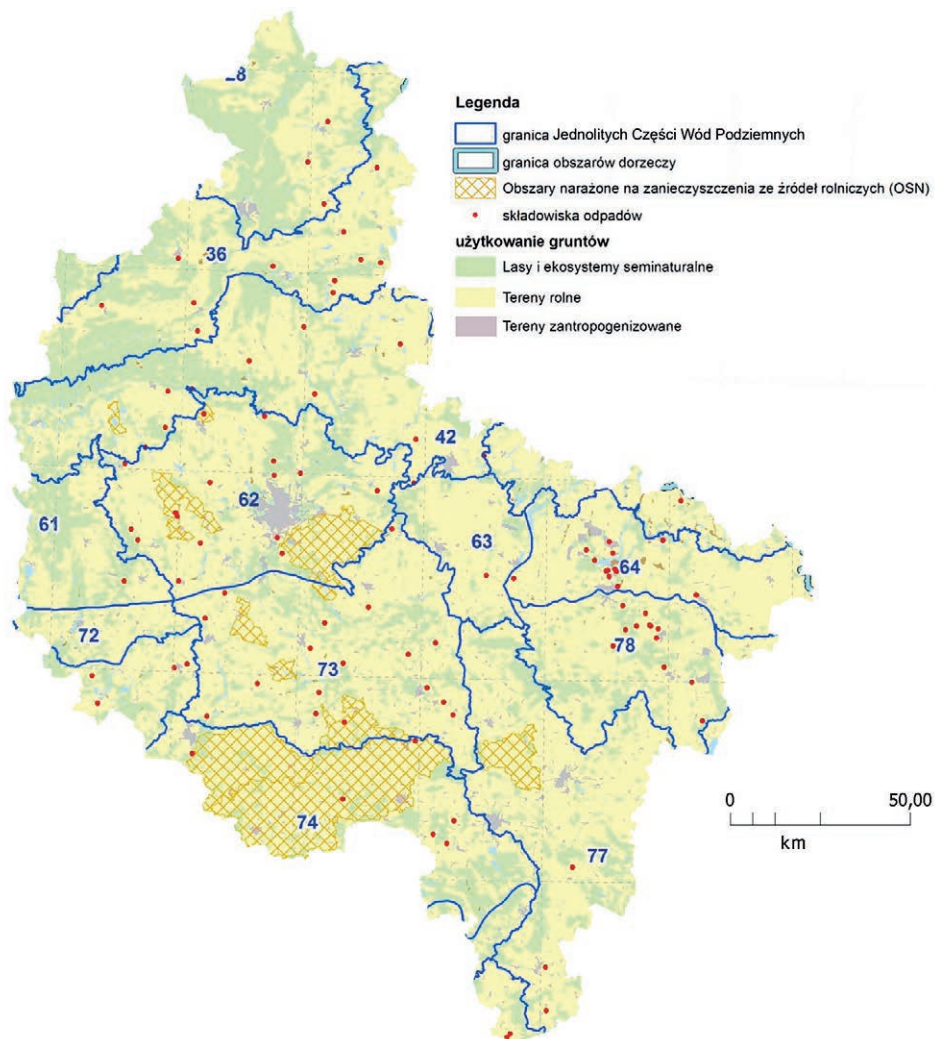 28
Legenda
granica Jednolitych Części Wód Podziemnych
granica obszarów dorzeczy
Obszary narażone na zanieczyszczenia ze źródeł rolniczych (OSN)
składowiska odpadów
użytkowanie gruntów
36
Lasy i ekosystemy seminaturalne
Tereny rolne
Tereny zantropogenizowane
42
62
61
63
64
72
73
78
74
0 50,00
km
77